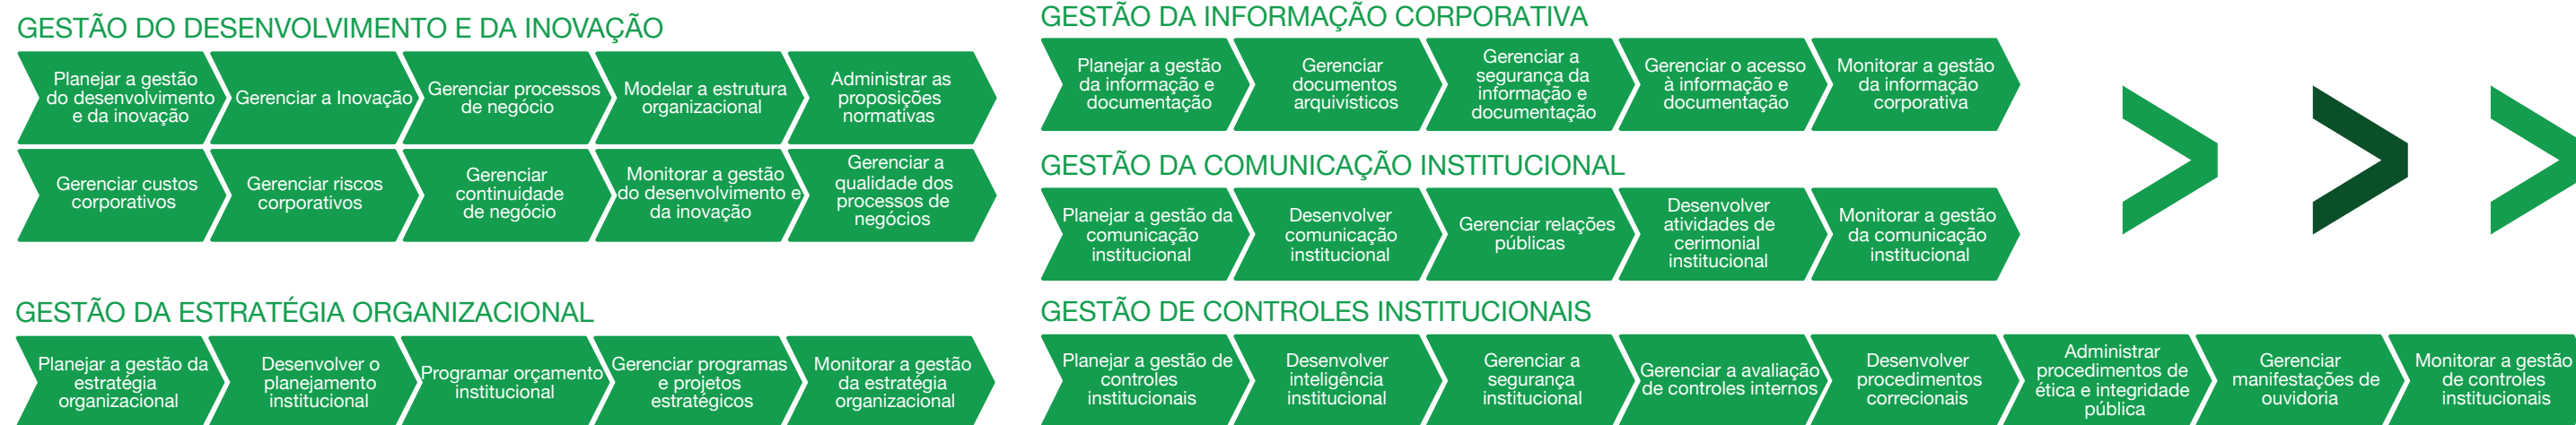 GESTÃO DO DESENVOLVIMENTO E DA INOVAÇÃO
Planejar a gestão
do desenvolvimento
e da inovação
Gerenciar a Inovação
Gerenciar processos
de negócio
Modelar a estrutura
organizacional
Administrar as
proposições
normativas
Gerenciar custos
corporativos
Gerenciar riscos
corporativos
Gerenciar
continuidade
de negócio
Monitorar a gestão
do desenvolvimento e
da inovação
Gerenciar a
qualidade dos
processos de
negócios
GESTÃO DA ESTRATÉGIA ORGANIZACIONAL
Planejar a gestão da
estratégia
organizacional
Desenvolver o
planejamento
institucional
Programar orçamento
institucional
Gerenciar programas
e projetos
estratégicos
Monitorar a gestão
da estratégia
organizacional
GESTÃO DA INFORMAÇÃO CORPORATIVA
Planejar a gestão
da informação e
documentação
Gerenciar
documentos
arquivísticos
Gerenciar a
segurança da
informação e
documentação
Gerenciar o acesso
à informação e
documentação
Monitorar a gestão
da informação
corporativa
GESTÃO DA COMUNICAÇÃO INSTITUCIONAL
Planejar a gestão da
comunicação
institucional
Desenvolver
comunicação
institucional
Gerenciar relações
públicas
Desenvolver
atividades de
cerimonial
institucional
Monitorar a gestão
da comunicação
institucional
GESTÃO DE CONTROLES INSTITUCIONAIS
Planejar a gestão de
controles
institucionais
Desenvolver
inteligência
institucional
Gerenciar a
segurança
institucional
Gerenciar a avaliação
de controles internos
Desenvolver
procedimentos
correcionais
Administrar
procedimentos de
ética e integridade
pública
Gerenciar
manifestações de
ouvidoria
Monitorar a gestão
de controles
institucionais